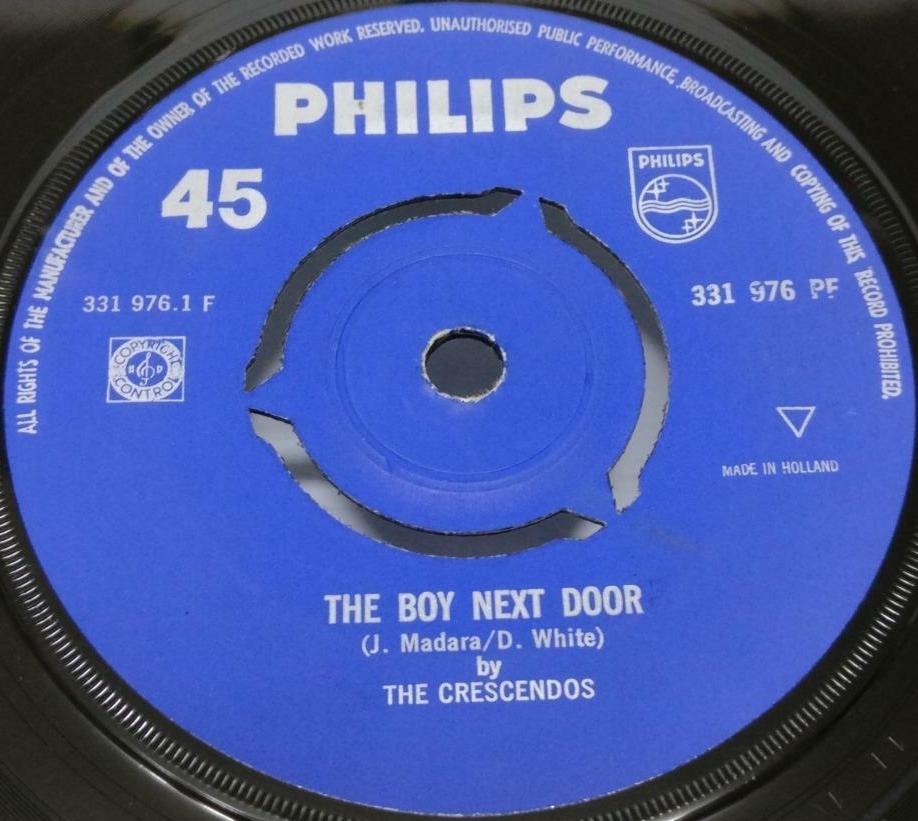 ALL RIGHTS OF THE MANUFACTURER AND OF THE OWNER OF THE RECORDED WORK RESERVED. UNAUTHORISED PUBLIC PERFORMANCE, BROADCASTING AND COPYING OF THIS RECORD PROHIBITED.
PHILIPS
45
PHILIPS
331 976.1 F
331 976 PF
COPYRIGHT
CONTROL
MADE IN HOLLAND
THE BOY NEXT DOOR
(J. Madara/D. White)
by
THE CRESCENDOS